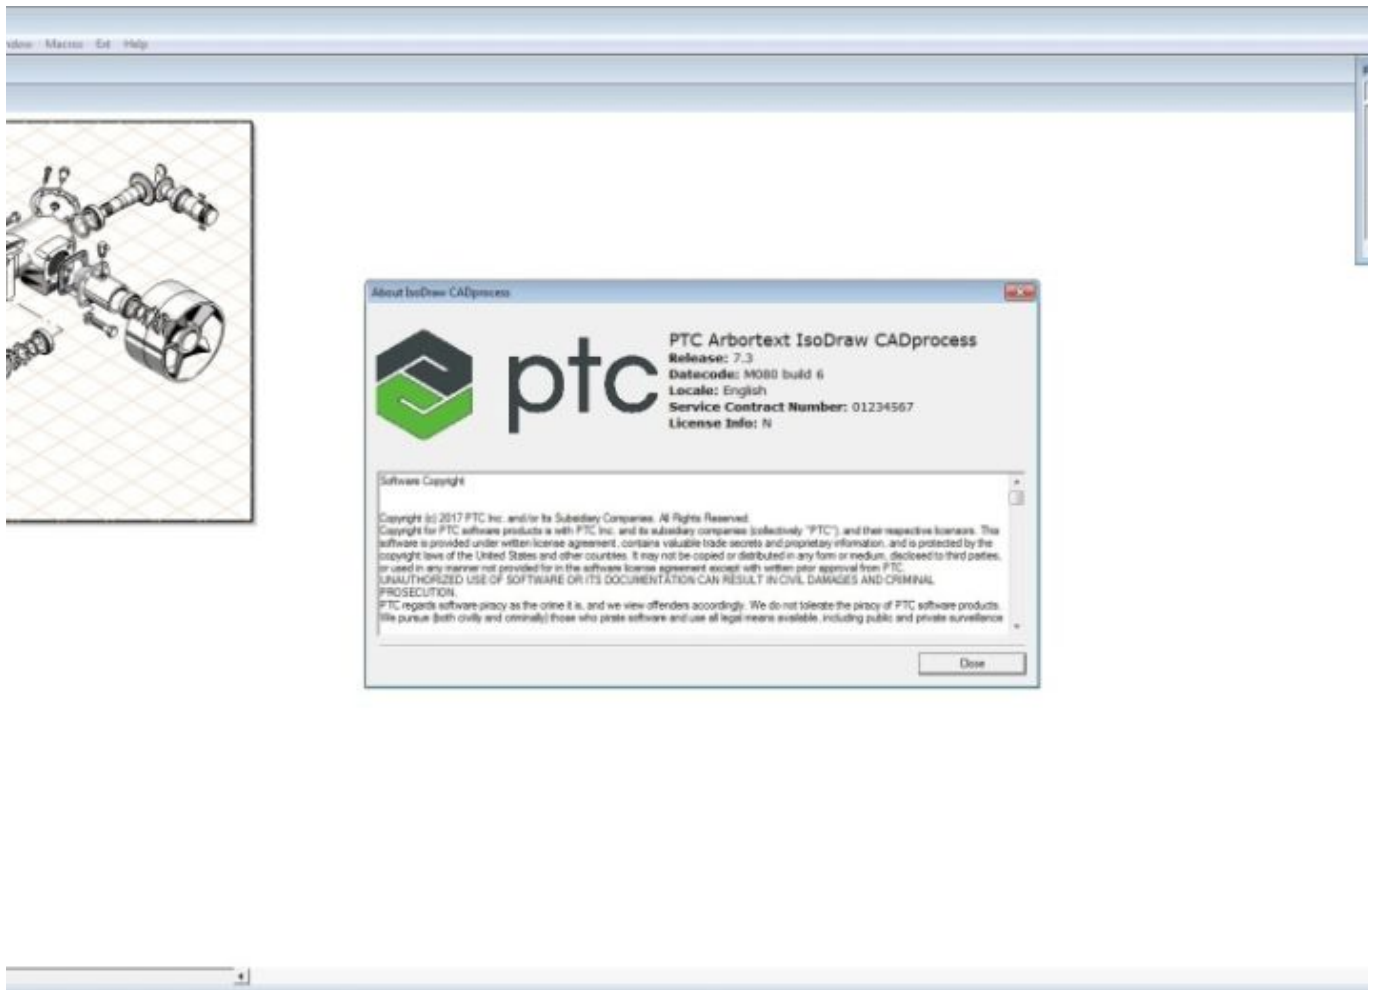 Window Macros Ext Help
About IsoDraw CADprocess
ptc
PTC Arbortext IsoDraw CADprocess
Release: 7.3
Datecode: M080 build 6
Locale: English
Service Contract Number: 01234567
License Info: N
Software Copyright
Copyright (c) 2017 PTC Inc. and/or Its Subsidiary Companies. All Rights Reserved.
Copyright for PTC software products is with PTC Inc. and its subsidiary companies (collectively "PTC"), and their respective licensors. This
software is provided under written license agreement, contains valuable trade secrets and proprietary information, and is protected by the
copyright laws of the United States and other countries. It may not be copied or distributed in any form or medium, disclosed to third parties,
or used in any manner not provided for in the software license agreement except with written prior approval from PTC.
UNAUTHORIZED USE OF SOFTWARE OR ITS DOCUMENTATION CAN RESULT IN CIVIL DAMAGES AND CRIMINAL
PROSECUTION.
PTC regards software piracy as the crime it is, and we view offenders accordingly. We do not tolerate the piracy of PTC software products.
We pursue (both civilly and criminally) those who pirate software and use all legal means available, including public and private surveillance
Close